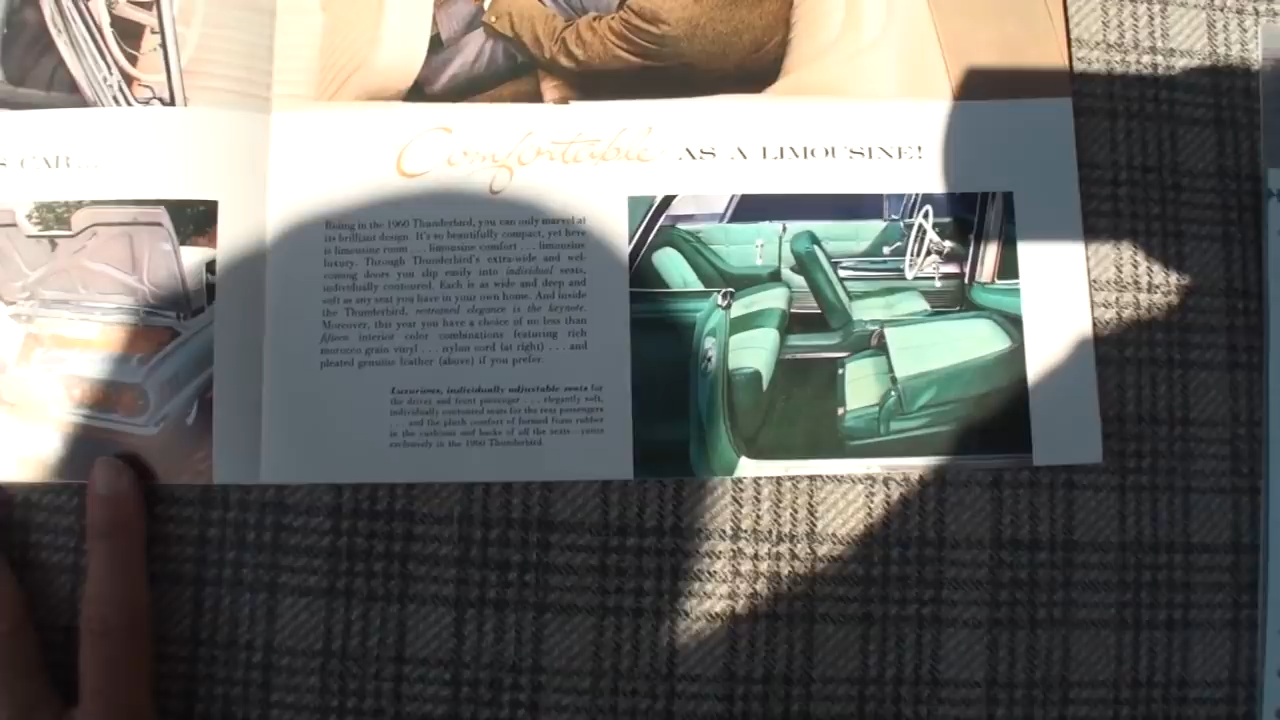 S CAR...
Comfortable AS A LIMOUSINE!
Riding in the 1960 Thunderbird, you can only marvel at
its brilliant design. It's so beautifully compact, yet here
is limousine room . . . limousine comfort . . . limousine
luxury. Through Thunderbird's extra-wide and wel-
coming doors you slip easily into individual seats,
individually contoured. Each is as wide and deep and
soft as any seat you have in your own home. And inside
the Thunderbird, restrained elegance is the keynote.
Moreover, this year you have a choice of no less than
fifteen interior color combinations featuring rich
morocco grain vinyl . . . nylon cord (at right) . . . and
pleated genuine leather (above) if you prefer.
Luxurious, individually adjustable seats for
the driver and front passenger . . . elegantly soft,
individually contoured seats for the rear passengers
. . . and the plush comfort of formed foam rubber
in the cushions and backs of all the seats—yours
exclusively in the 1960 Thunderbird.